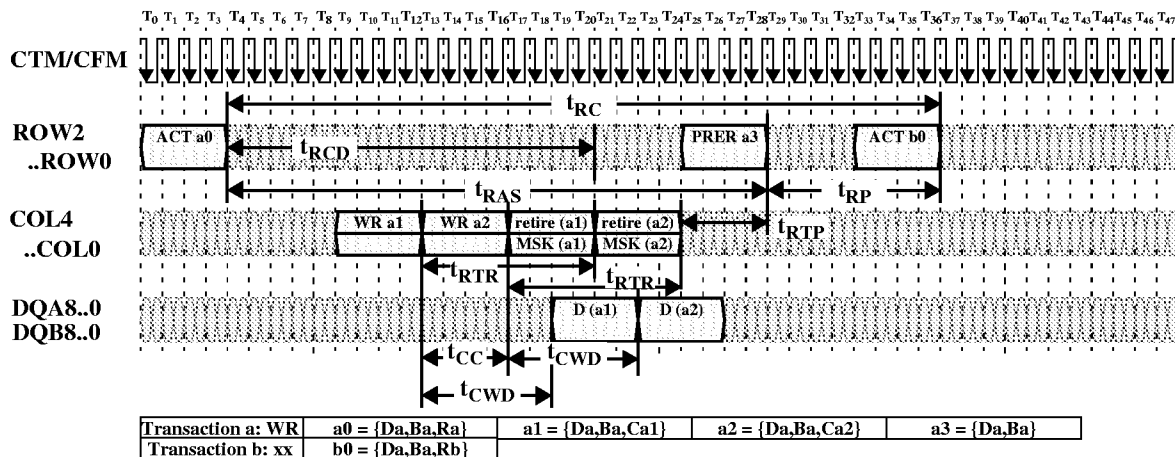 T0 T1 T2 T3 T4 T5 T6 T7 T8 T9 T10 T11 T12 T13 T14 T15 T16 T17 T18 T19 T20 T21 T22 T23 T24 T25 T26 T27 T28 T29 T30 T31 T32 T33 T34 T35 T36 T37 T38 T39 T40 T41 T42 T43 T44 T45 T46 T47
CTM/CFM
tRC
ROW2
..ROW0
ACT a0
PRER a3
ACT b0
tRCD
tRAS
tRP
COL4
..COL0
WR a1
WR a2
retire (a1)
retire (a2)
MSK (a1)
MSK (a2)
tRTP
tRTR
tRTR
DQA8..0
DQB8..0
D (a1)
D (a2)
tCC
tCWD
tCWD
Transaction a: WR a0 = {Da,Ba,Ra} a1 = {Da,Ba,Ca1} a2 = {Da,Ba,Ca2} a3 = {Da,Ba}
Transaction b: xx b0 = {Da,Ba,Rb}